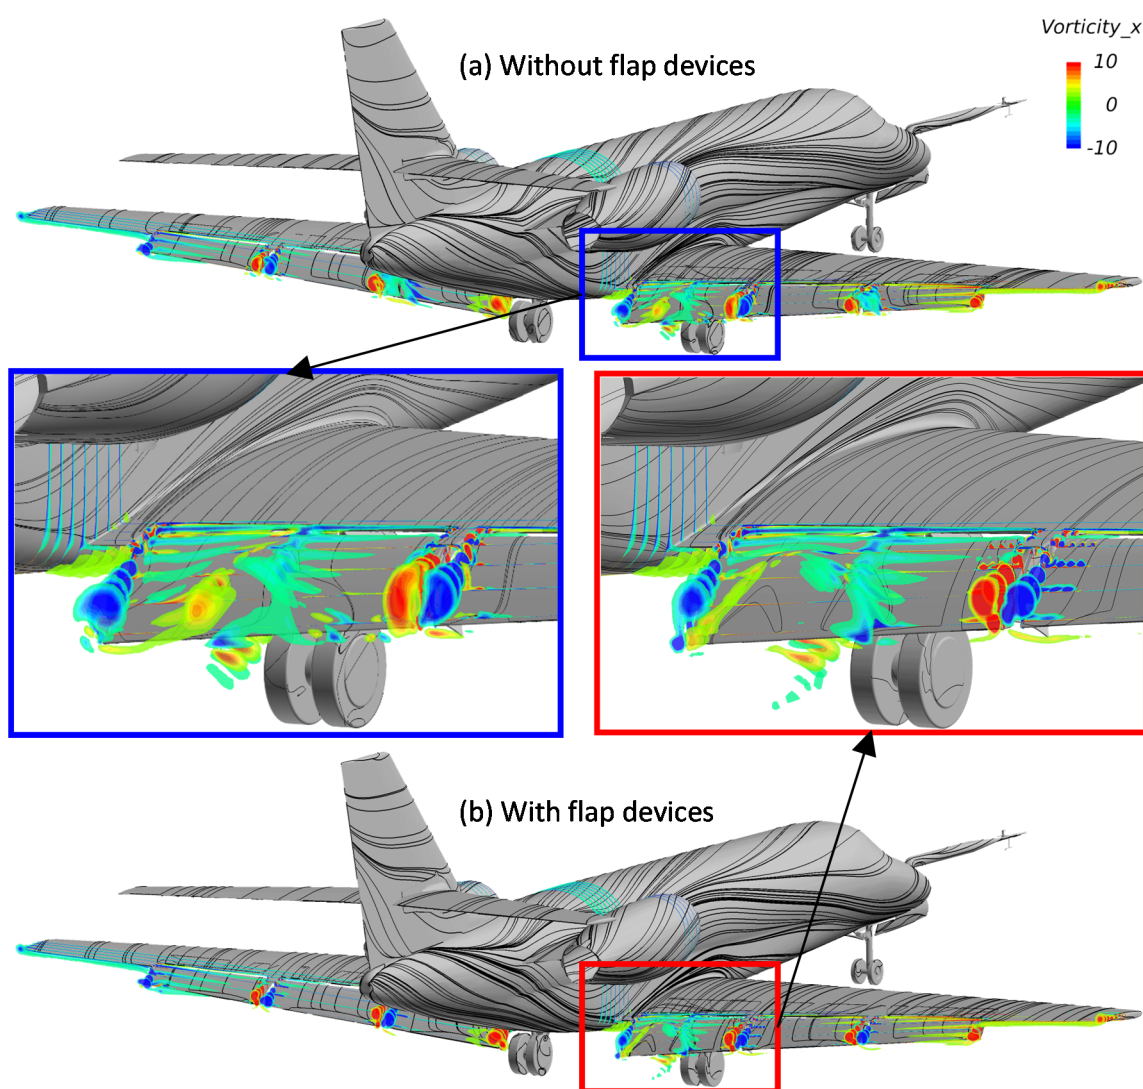 Vorticity_x
10
0
-10
(a) Without flap devices
(b) With flap devices